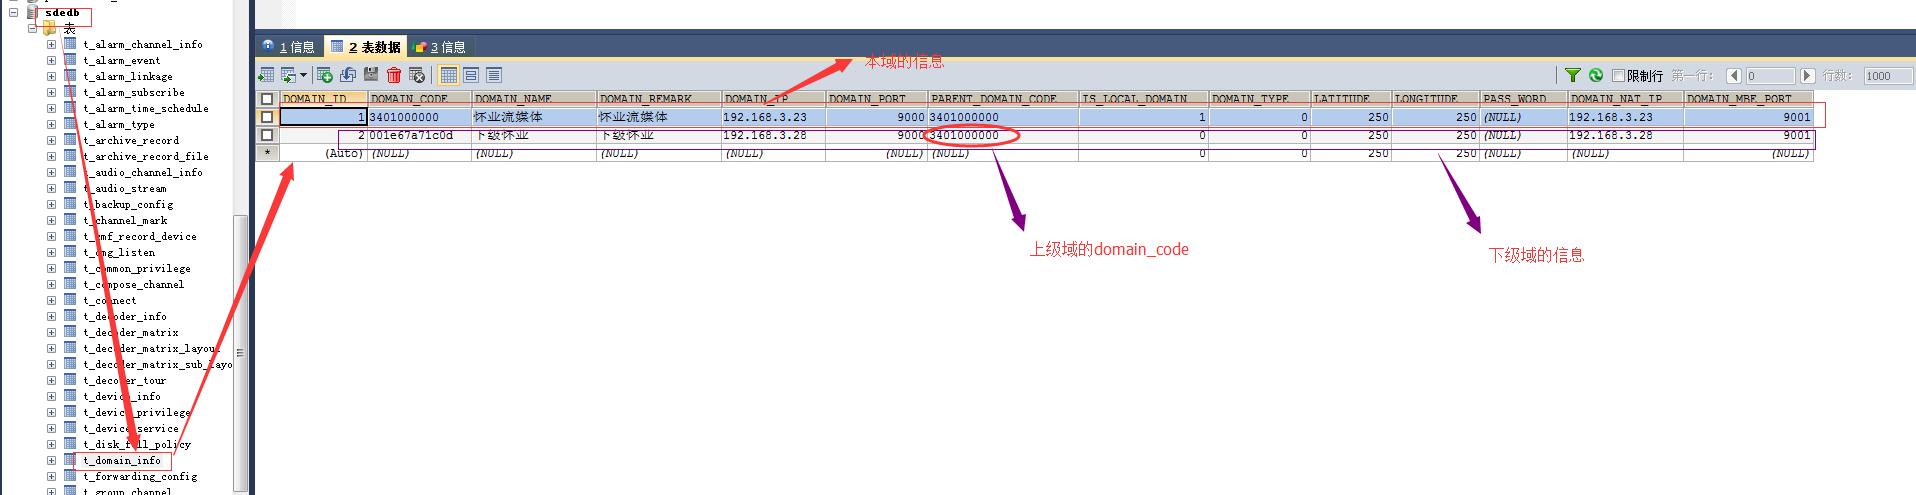 sdedb
表
t_alarm_channel_info
t_alarm_event
t_alarm_linkage
t_alarm_subscribe
t_alarm_time_schedule
t_alarm_type
t_archive_record
t_archive_record_file
t_audio_channel_info
t_audio_stream
t_backup_config
t_channel_mark
t_cmf_record_device
t_cmg_listen
t_common_privilege
t_compose_channel
t_connect
t_decoder_info
t_decoder_matrix
t_decoder_matrix_layout
t_decoder_matrix_sub_layo
t_decoder_tour
t_device_info
t_device_privilege
t_device_service
t_disk_full_policy
t_domain_info
t_forwarding_config
t_group_channel
1 信息 2 表数据 3 信息
本域的信息
限制行 第一行: 0 行数: 1000
DOMAIN_ID DOMAIN_CODE DOMAIN_NAME DOMAIN_REMARK DOMAIN_IP DOMAIN_PORT PARENT_DOMAIN_CODE IS_LOCAL_DOMAIN DOMAIN_TYPE LATITUDE LONGITUDE PASS_WORD DOMAIN_NAT_IP DOMAIN_MBE_PORT
1 3401000000 怀业流媒体 怀业流媒体 192.168.3.23 9000 3401000000 1 0 250 250 (NULL) 192.168.3.23 9001
2 001e67a71c0d 下级怀业 下级怀业 192.168.3.28 9000 3401000000 0 0 250 250 (NULL) 192.168.3.28 9001
* (Auto) (NULL) (NULL) (NULL) (NULL) (NULL) (NULL) 0 0 250 250 (NULL) (NULL) (NULL)
上级域的domain_code
下级域的信息